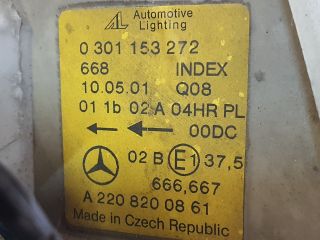 AL Automotive
Lighting
0 301 153 272
668 INDEX
10.05.01 Q08
01 1b 02 A 04HR PL
00DC
02 B E1 37,5
666,667
A 220 820 08 61
Made in Czech Republic